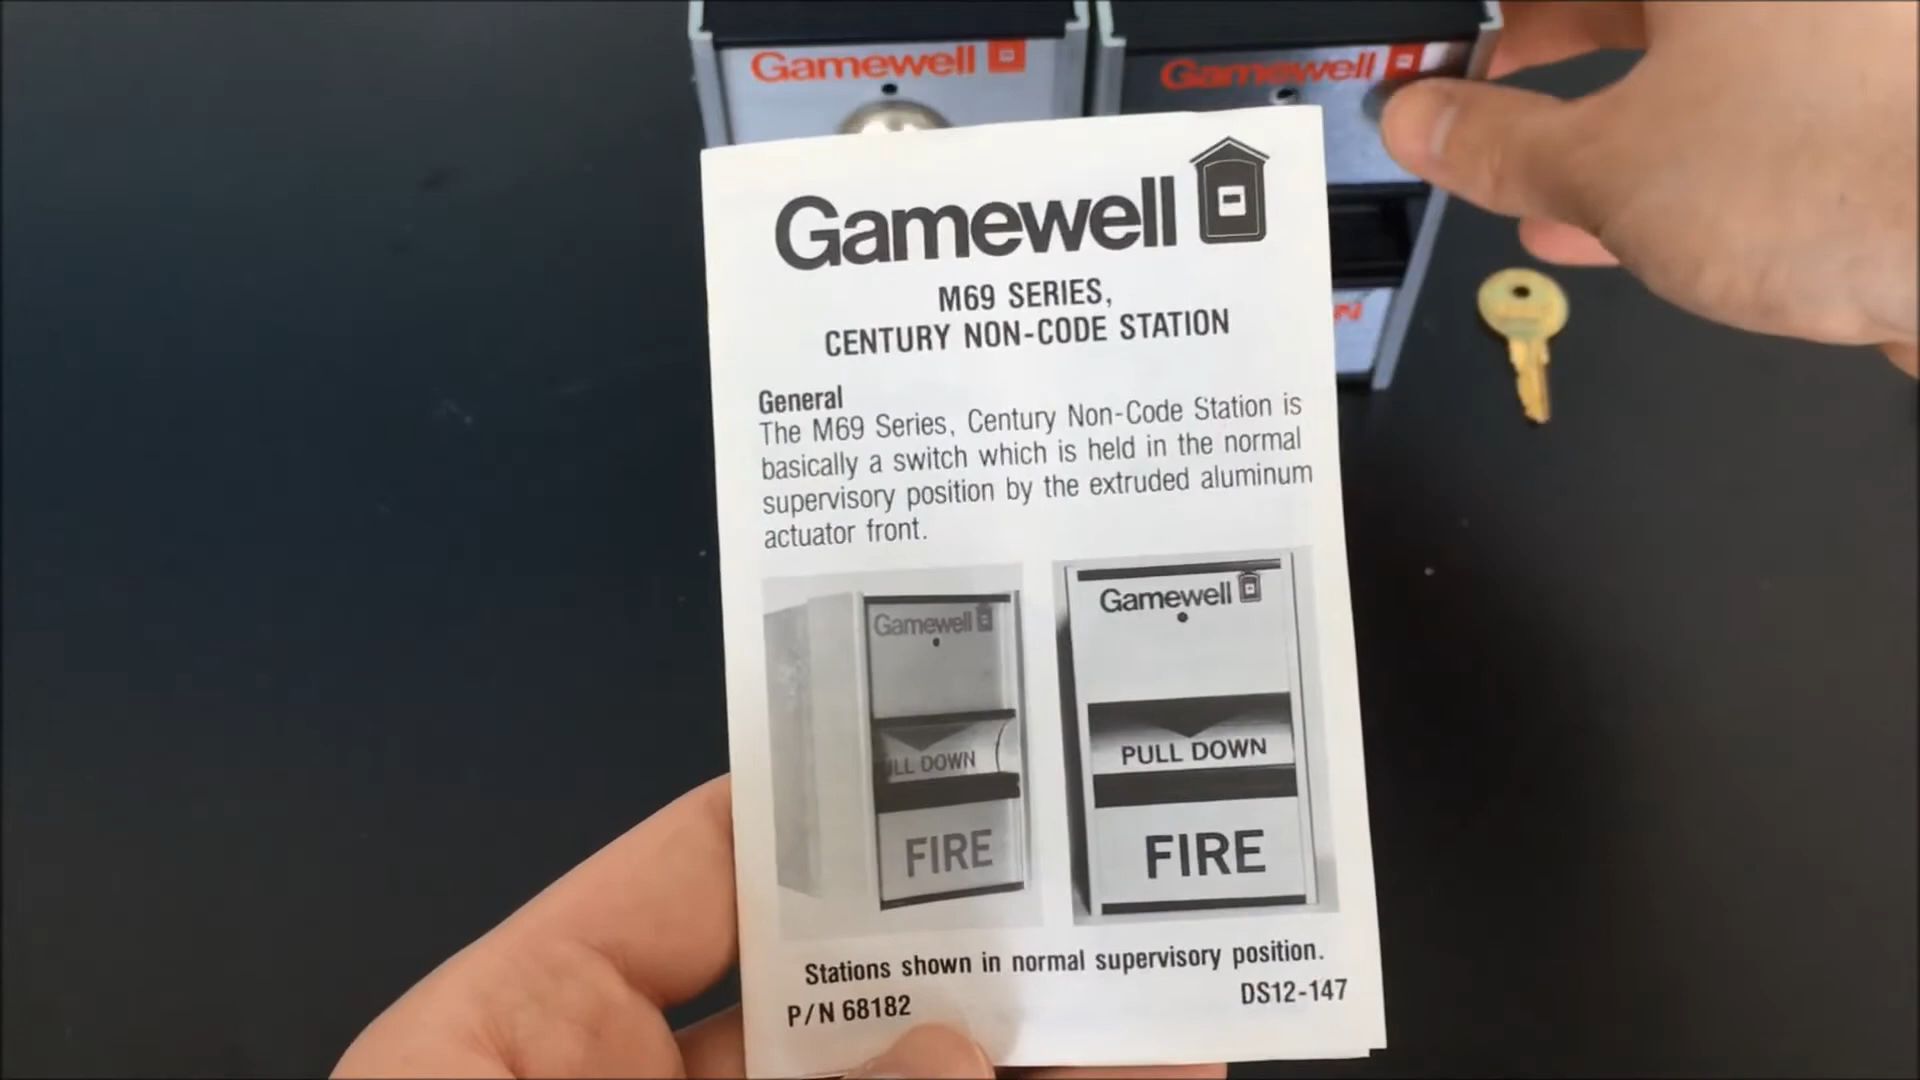 Gamewell
Gamewell
Gamewell
M69 SERIES,
CENTURY NON-CODE STATION
General
The M69 Series, Century Non-Code Station is
basically a switch which is held in the normal
supervisory position by the extruded aluminum
actuator front.
Gamewell
LL DOWN
FIRE
Gamewell
PULL DOWN
FIRE
Stations shown in normal supervisory position.
P/N 68182
DS12-147